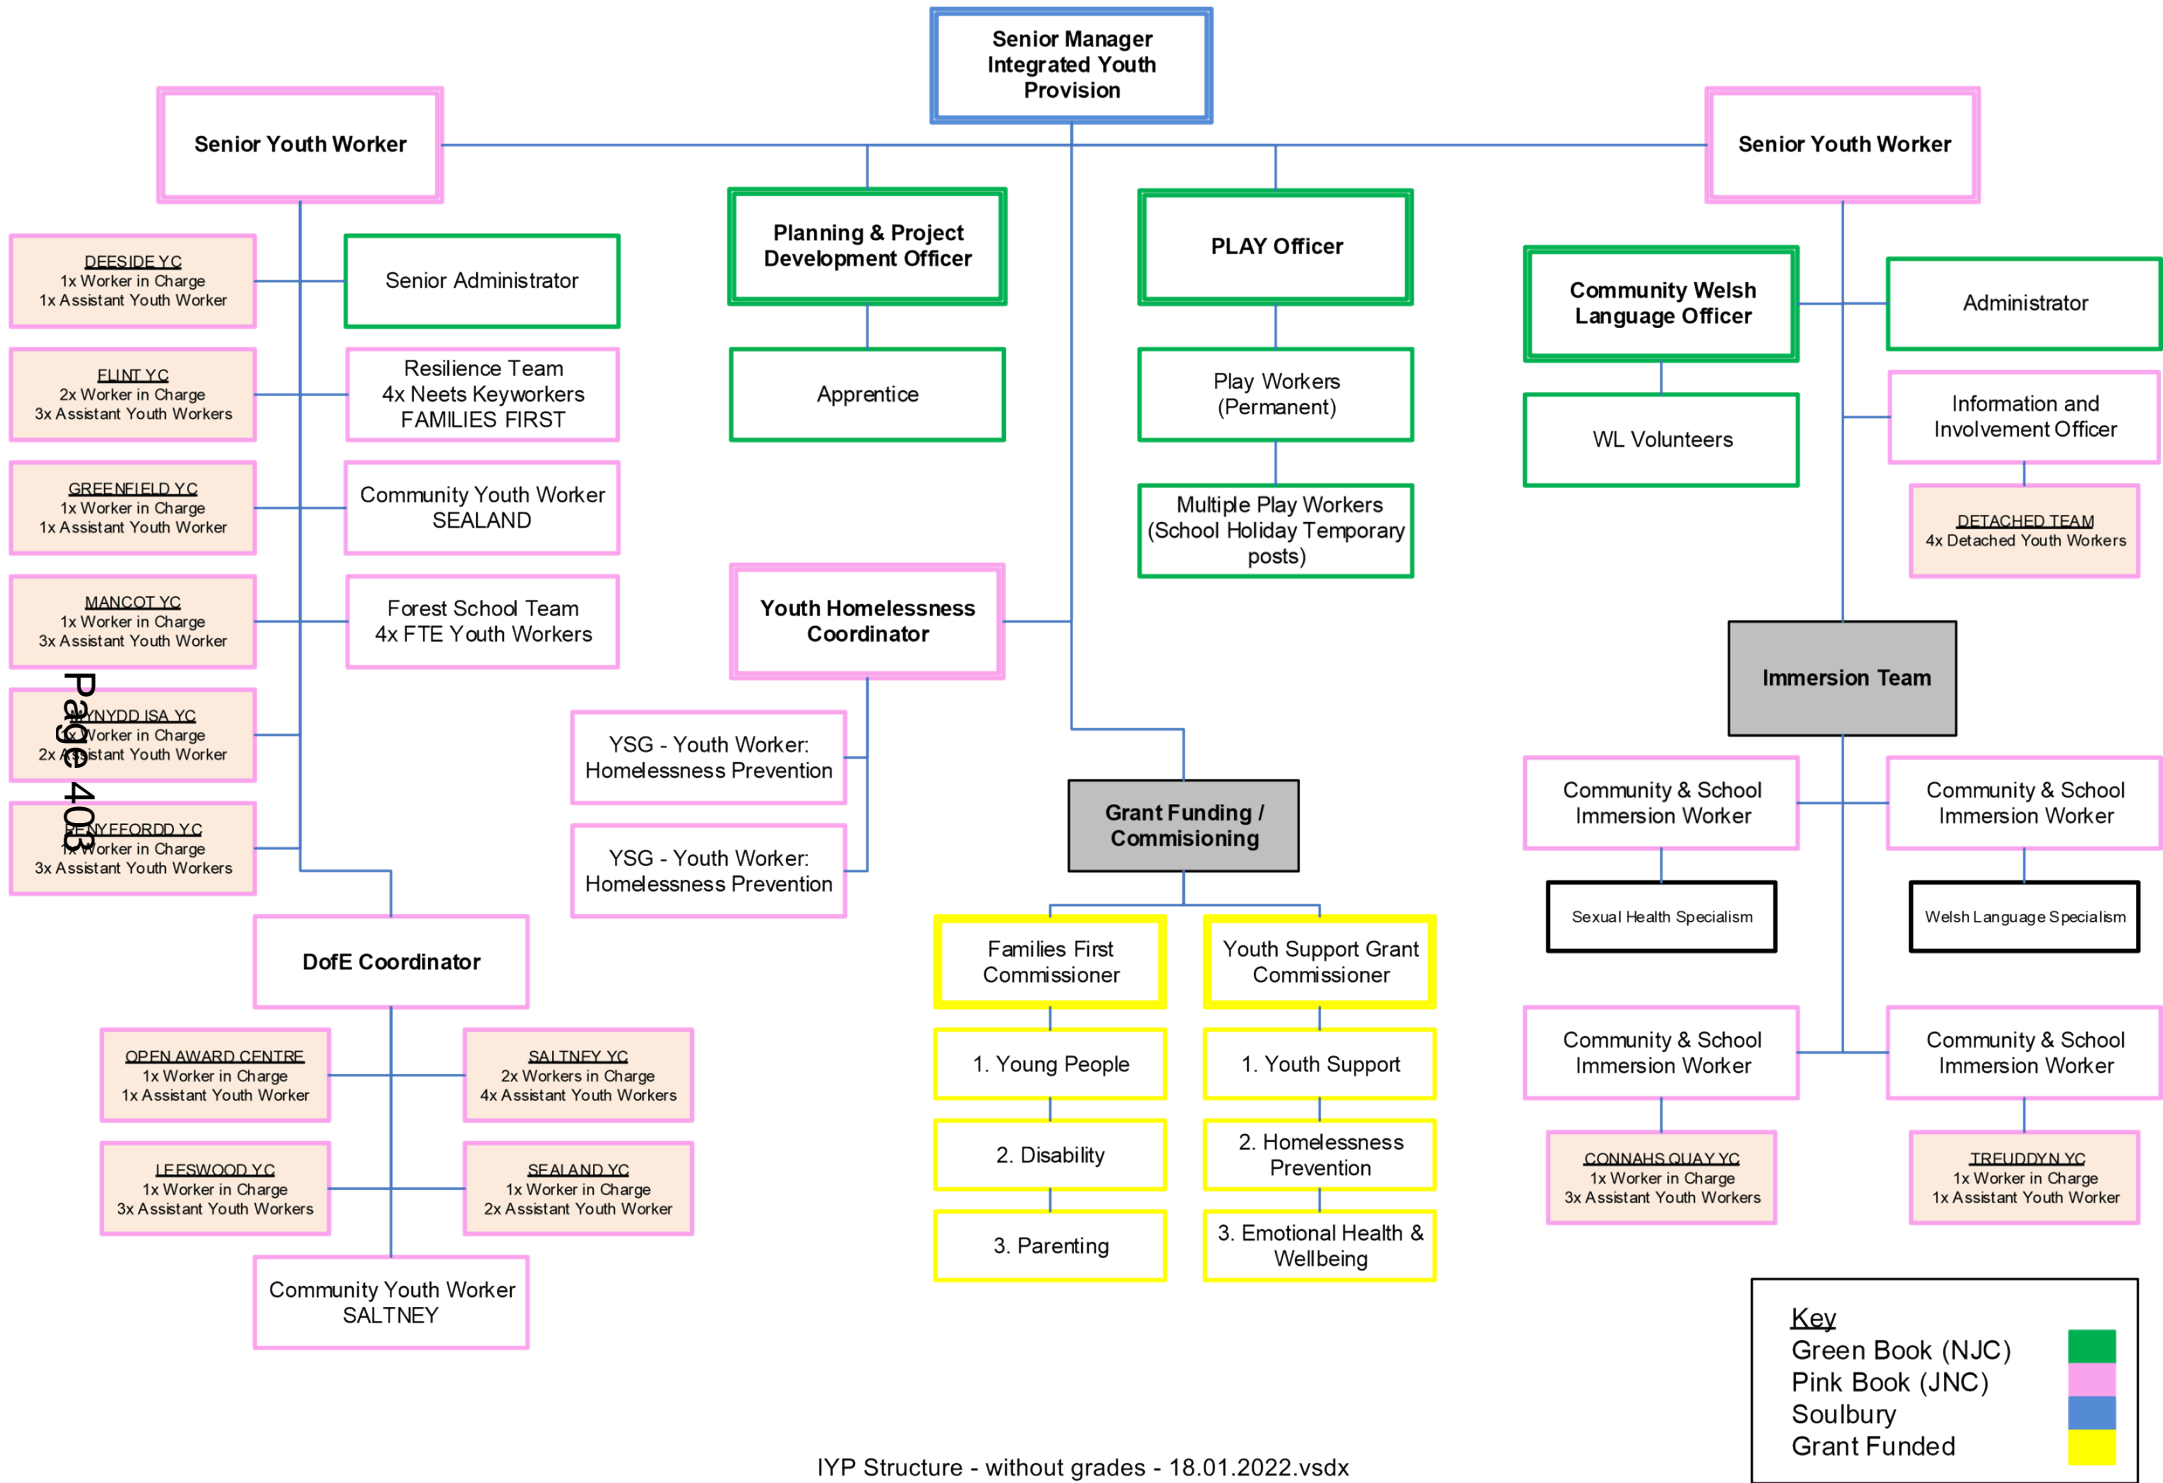 Senior Manager
Integrated Youth
Provision
Senior Youth Worker
Senior Youth Worker
Planning & Project
Development Officer
PLAY Officer
Apprentice
Play Workers
(Permanent)
Multiple Play Workers
(School Holiday Temporary
posts)
DEESIDE YC
1x Worker in Charge
1x Assistant Youth Worker
Senior Administrator
FLINT YC
2x Worker in Charge
3x Assistant Youth Workers
Resilience Team
4x Neets Keyworkers
FAMILIES FIRST
GREENFIELD YC
1x Worker in Charge
1x Assistant Youth Worker
Community Youth Worker
SEALAND
MANCOT YC
1x Worker in Charge
3x Assistant Youth Worker
Forest School Team
4x FTE Youth Workers
MYNYDD ISA YC
1x Worker in Charge
2x Assistant Youth Worker
PENYFFORDD YC
1x Worker in Charge
3x Assistant Youth Workers
Page 403
DofE Coordinator
OPEN AWARD CENTRE
1x Worker in Charge
1x Assistant Youth Worker
SALTNEY YC
2x Workers in Charge
4x Assistant Youth Workers
LEESWOOD YC
1x Worker in Charge
3x Assistant Youth Workers
SEALAND YC
1x Worker in Charge
2x Assistant Youth Worker
Community Youth Worker
SALTNEY
Youth Homelessness
Coordinator
YSG - Youth Worker:
Homelessness Prevention
YSG - Youth Worker:
Homelessness Prevention
Grant Funding /
Commisioning
Families First
Commissioner
1. Young People
2. Disability
3. Parenting
Youth Support Grant
Commissioner
1. Youth Support
2. Homelessness
Prevention
3. Emotional Health &
Wellbeing
Community Welsh
Language Officer
Administrator
WL Volunteers
Information and
Involvement Officer
DETACHED TEAM
4x Detached Youth Workers
Immersion Team
Community & School
Immersion Worker
Community & School
Immersion Worker
Sexual Health Specialism
Welsh Language Specialism
Community & School
Immersion Worker
Community & School
Immersion Worker
CONNAHS QUAY YC
1x Worker in Charge
3x Assistant Youth Workers
TREUDDYN YC
1x Worker in Charge
1x Assistant Youth Worker
Key
Green Book (NJC)
Pink Book (JNC)
Soulbury
Grant Funded
IYP Structure - without grades - 18.01.2022.vsdx